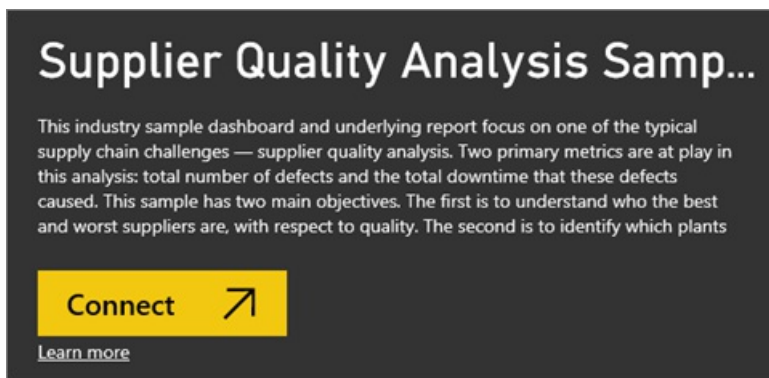 Supplier Quality Analysis Samp...
This industry sample dashboard and underlying report focus on one of the typical
supply chain challenges — supplier quality analysis. Two primary metrics are at play in
this analysis: total number of defects and the total downtime that these defects
caused. This sample has two main objectives. The first is to understand who the best
and worst suppliers are, with respect to quality. The second is to identify which plants
Connect
Learn more